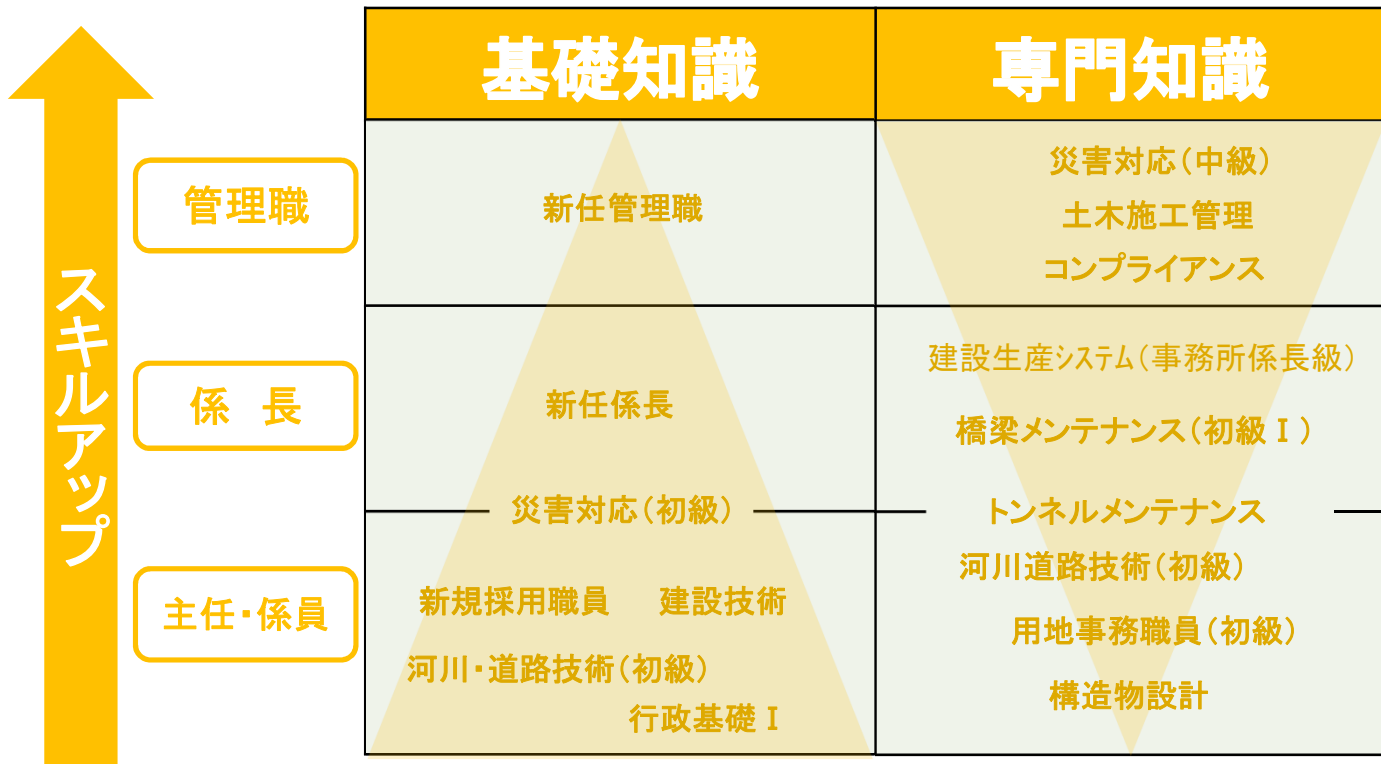 基礎知識
専門知識
スキルアップ
管理職
新任管理職
災害対応(中級)
土木施工管理
コンプライアンス
係 長
新任係長
建設生産システム(事務所係長級)
橋梁メンテナンス(初級Ⅰ)
災害対応(初級)
トンネルメンテナンス
主任・係員
新規採用職員 建設技術
河川・道路技術(初級)
行政基礎Ⅰ
河川道路技術(初級)
用地事務職員(初級)
構造物設計